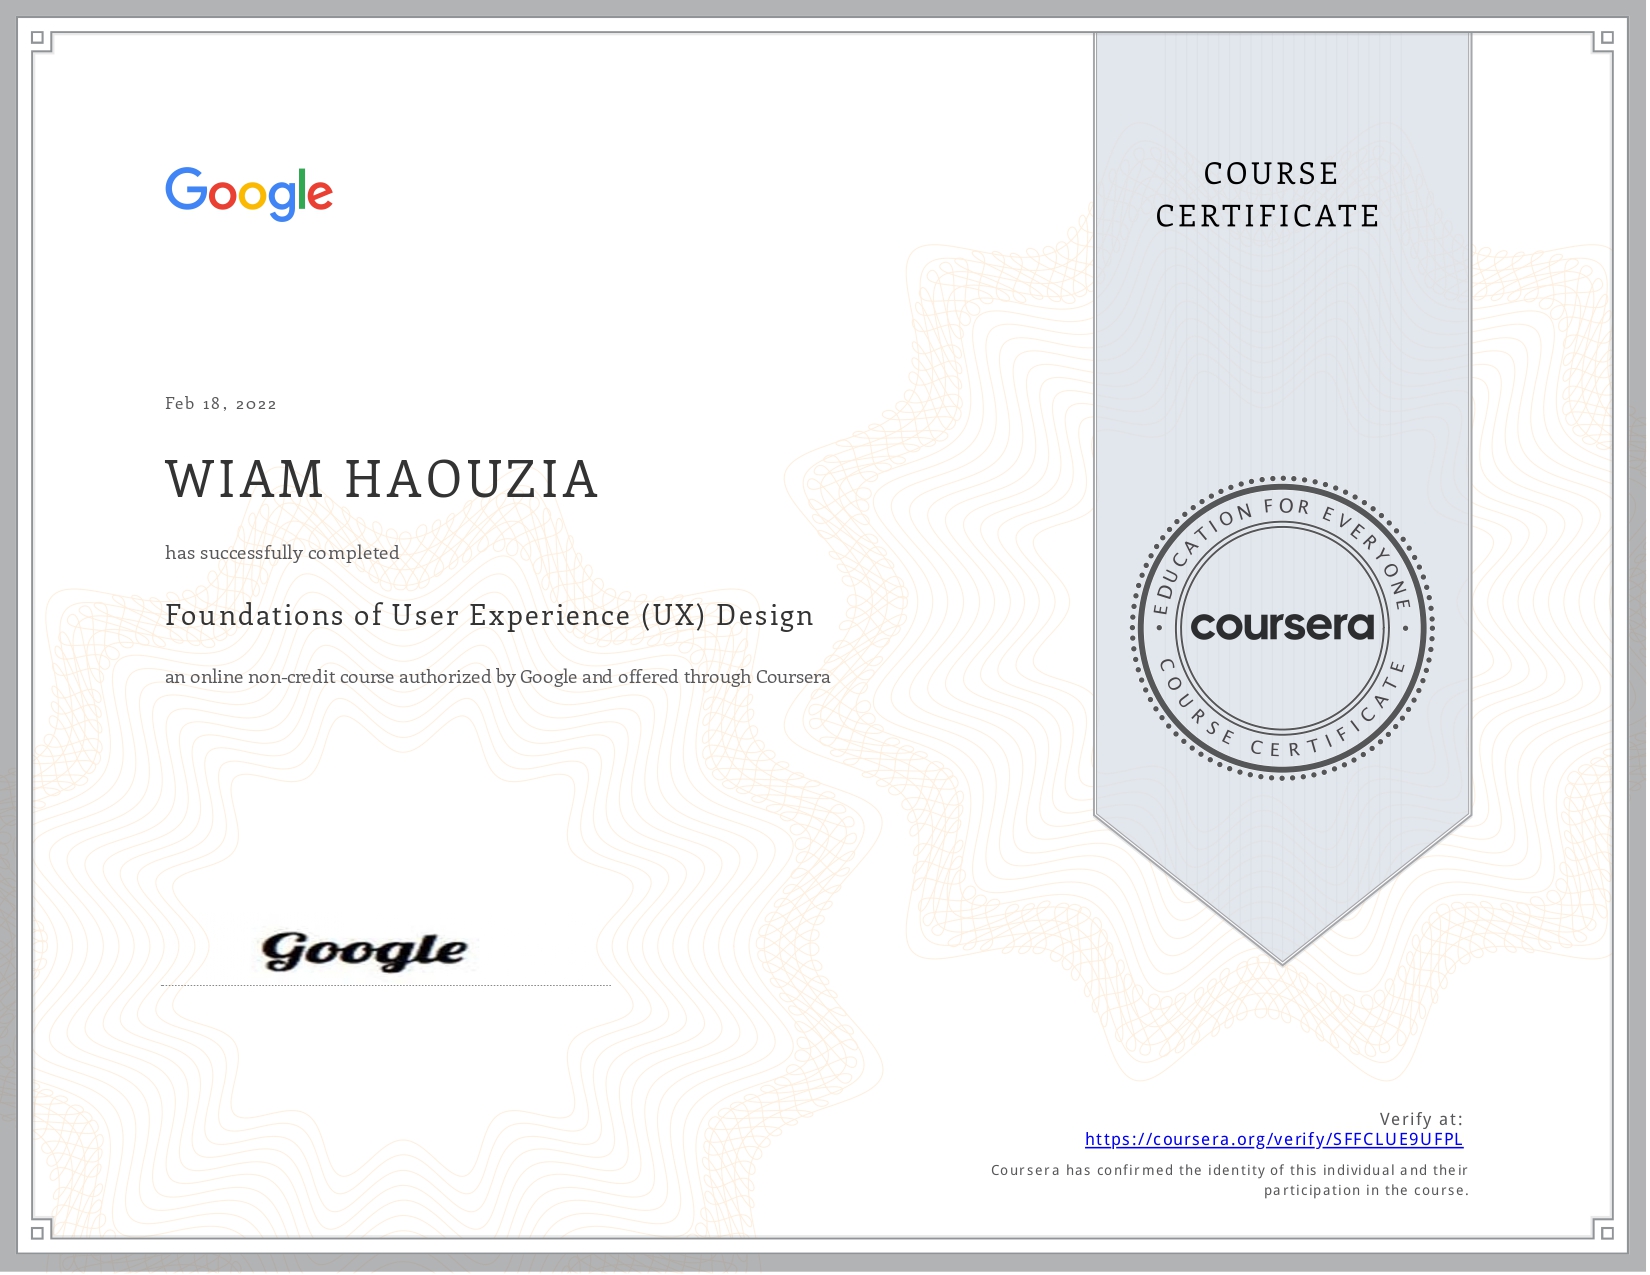 Google
COURSE
CERTIFICATE
Feb 18, 2022
WIAM HAOUZIA
has successfully completed
Foundations of User Experience (UX) Design
an online non-credit course authorized by Google and offered through Coursera
EDUCATION FOR EVERYONE
coursera
COURSE CERTIFICATE
Google
Verify at:
https://coursera.org/verify/SFFCLUE9UFPL
Coursera has confirmed the identity of this individual and their
participation in the course.